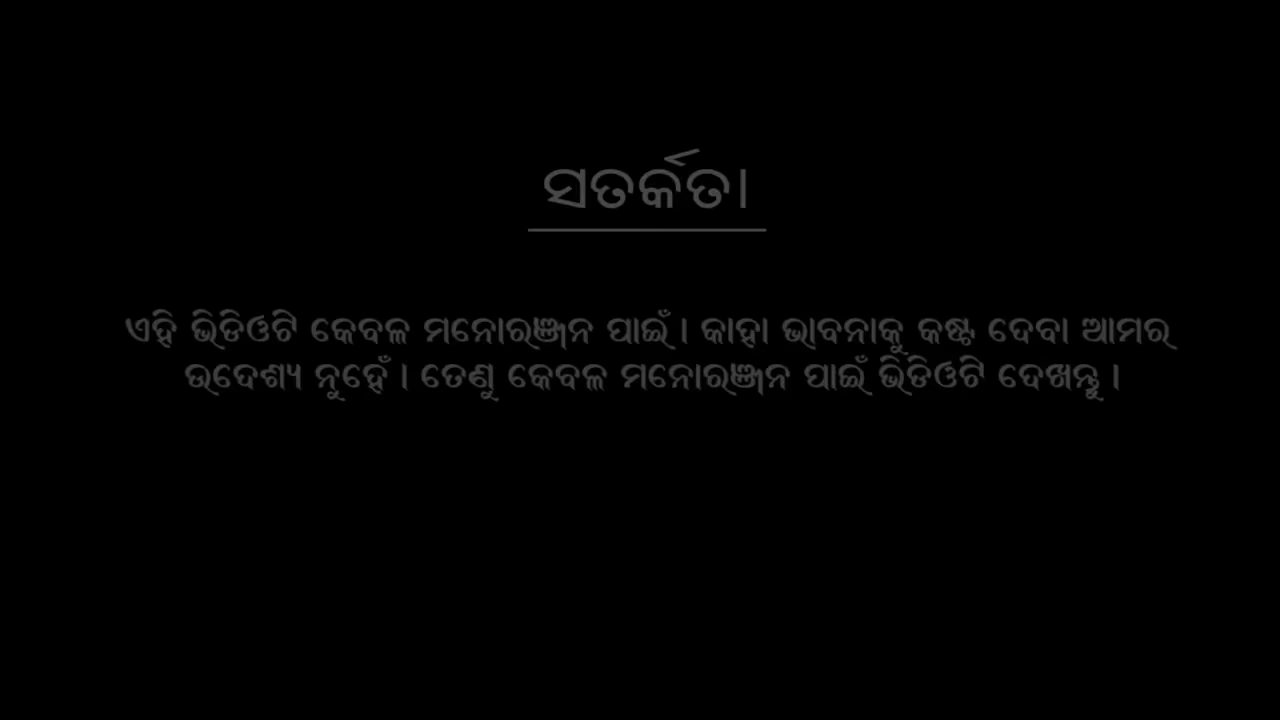 ସତର୍କତା
ଏହି ଭିଡିଓଟି କେବଳ ମନୋରଞ୍ଜନ ପାଇଁ । କାହା ଭାବନାକୁ କଷ୍ଟ ଦେବା ଆମର
ଉଦେଶ୍ୟ ନୁହେଁ । ତେଣୁ କେବଳ ମନୋରଞ୍ଜନ ପାଇଁ ଭିଡିଓଟି ଦେଖନ୍ତୁ ।